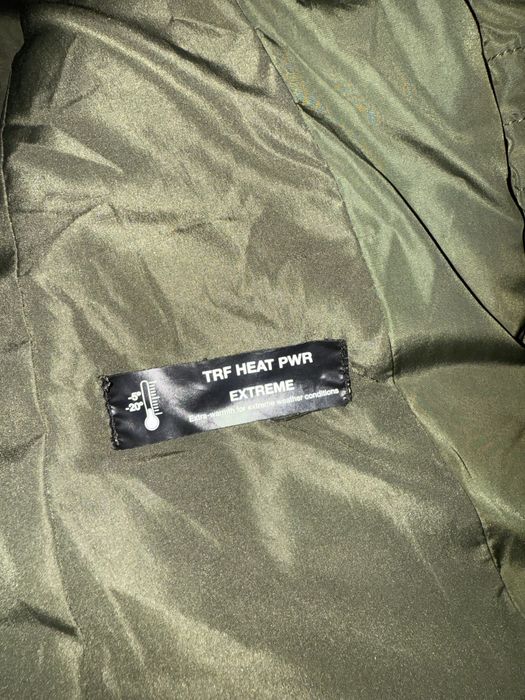 TRF HEAT PWR
EXTREME
Extra-warmth for extreme weather conditions
-5°
-20°